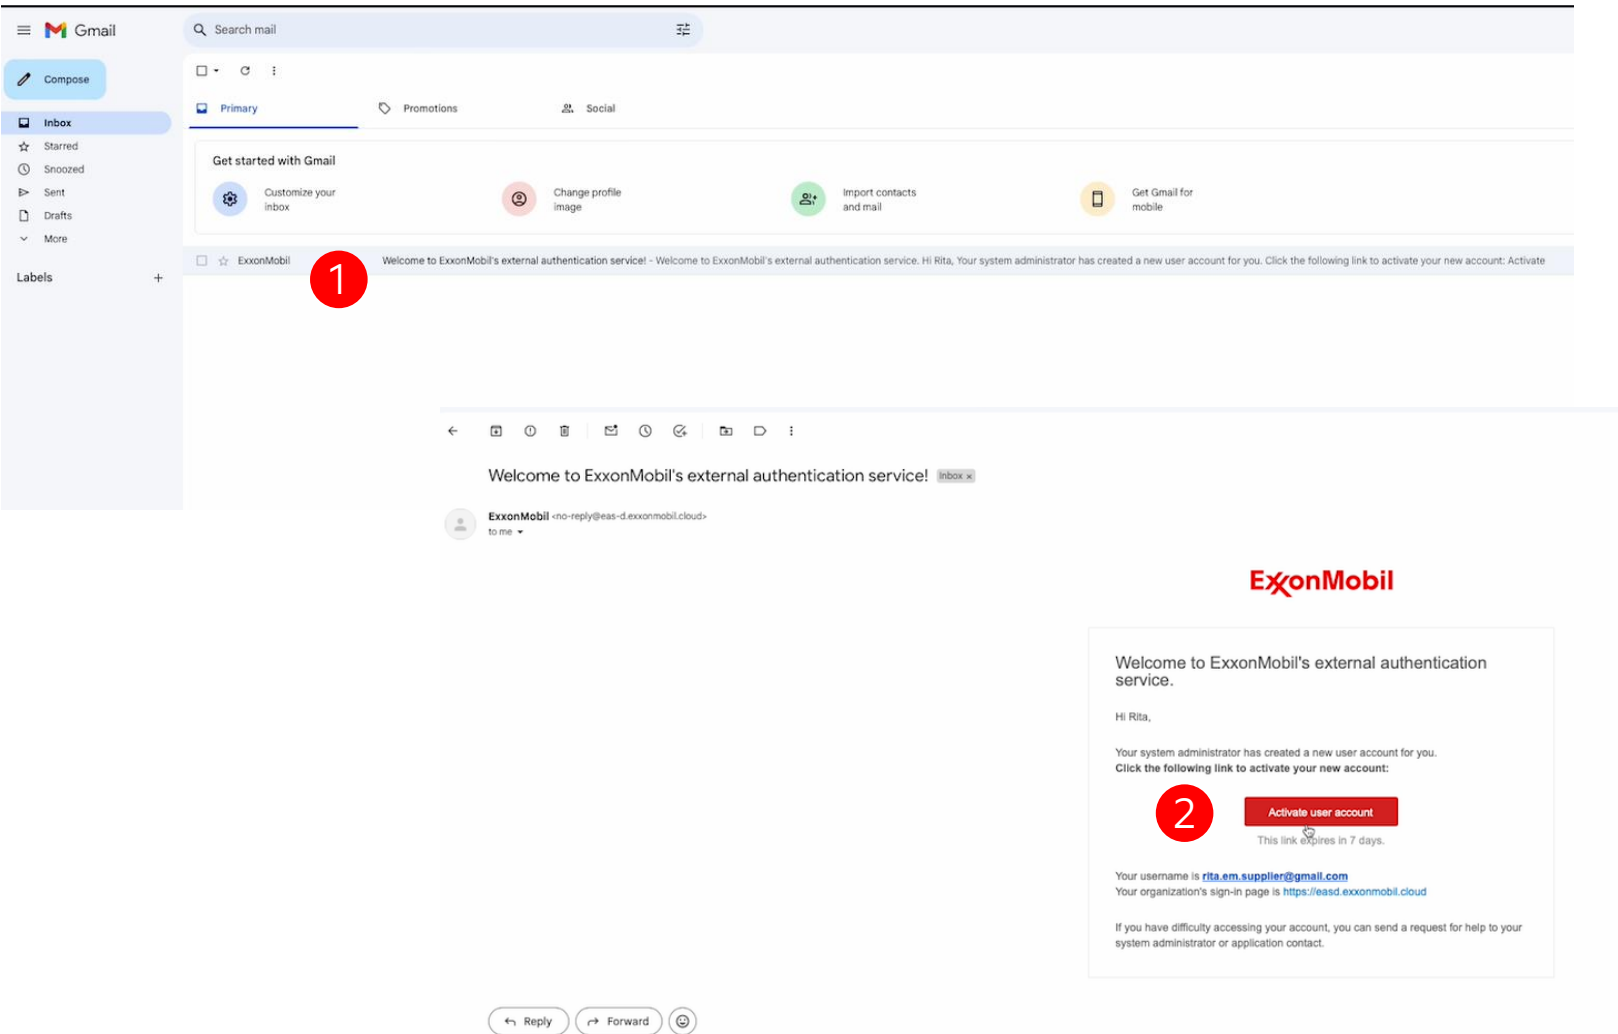 Gmail
Search mail
Compose
Primary
Promotions
Social
Inbox
Starred
Snoozed
Sent
Drafts
More
Labels
Get started with Gmail
Customize your
inbox
Change profile
image
Import contacts
and mail
Get Gmail for
mobile
ExxonMobil
1
Welcome to ExxonMobil's external authentication service! - Welcome to ExxonMobil's external authentication service. Hi Rita, Your system administrator has created a new user account for you. Click the following link to activate your new account: Activate
Welcome to ExxonMobil's external authentication service! Inbox x
ExxonMobil <no-reply@eas-d.exxonmobil.cloud>
to me
ExxonMobil
Welcome to ExxonMobil's external authentication
service.
Hi Rita,
Your system administrator has created a new user account for you.
Click the following link to activate your new account:
2
Activate user account
This link expires in 7 days.
Your username is rita.em.supplier@gmail.com
Your organization's sign-in page is https://easd.exxonmobil.cloud
If you have difficulty accessing your account, you can send a request for help to your
system administrator or application contact.
Reply
Forward